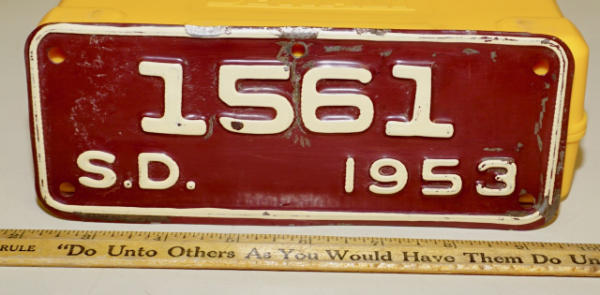 1561
S.D. 1953
RULE "Do Unto Others As You Would Have Them Do Un